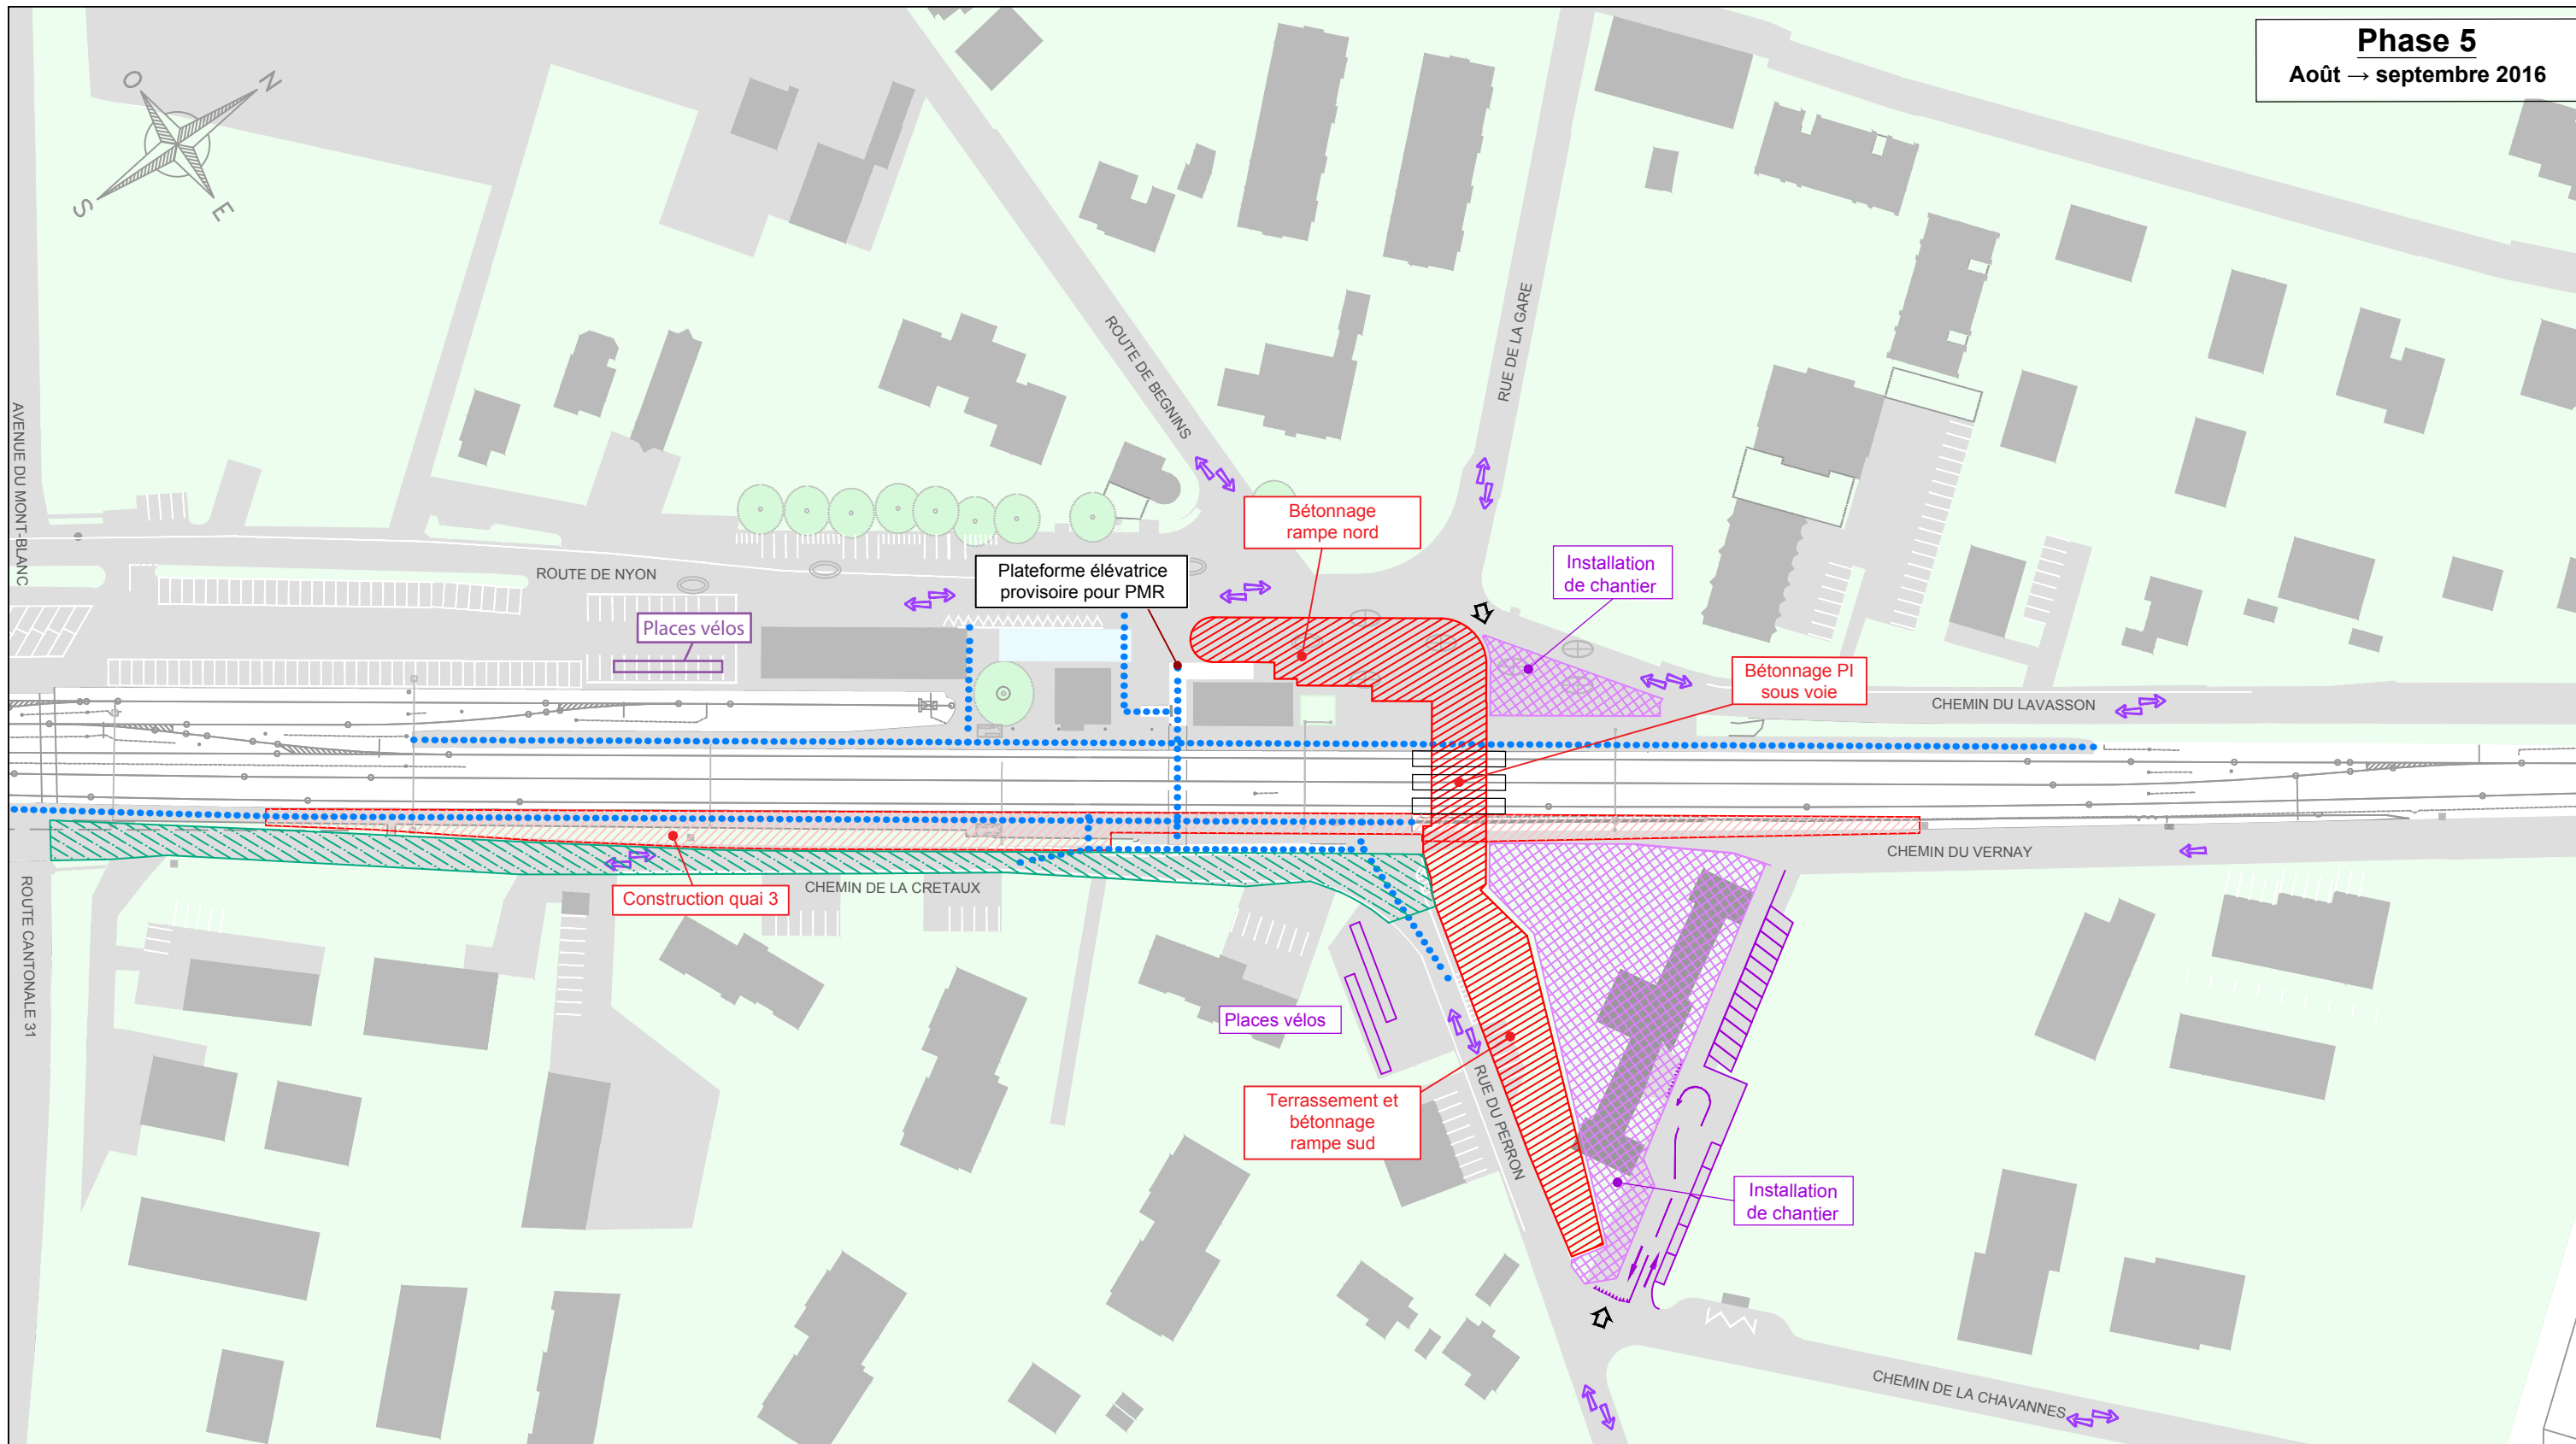 Phase 5
Août → septembre 2016
O
N
S
E
AVENUE DU MONT-BLANC
ROUTE DE BEGNINS
RUE DE LA GARE
Bétonnage
rampe nord
Installation
de chantier
Plateforme élévatrice
provisoire pour PMR
ROUTE DE NYON
Places vélos
Bétonnage PI
sous voie
CHEMIN DU LAVASSON
CHEMIN DU VERNAY
CHEMIN DE LA CRETAUX
Construction quai 3
ROUTE CANTONALE 31
Places vélos
RUE DU PERRON
Terrassement et
bétonnage
rampe sud
Installation
de chantier
CHEMIN DE LA CHAVANNES